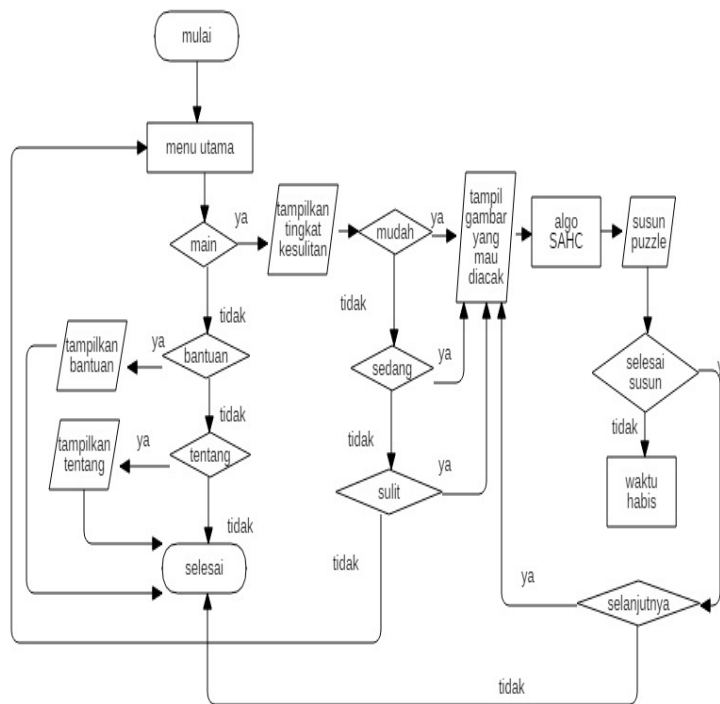 mulai
menu utama
main
ya
tampilkan
tingkat
kesulitan
mudah
ya
tampil
gambar
yang
mau
diacak
algo
SAHC
susun
puzzle
tidak
bantuan
ya
tampilkan
bantuan
tidak
sedang
ya
selesai
susun
tidak
tentang
ya
tampilkan
tentang
tidak
sulit
ya
tidak
waktu
habis
tidak
selesai
tidak
ya
selanjutnya
tidak